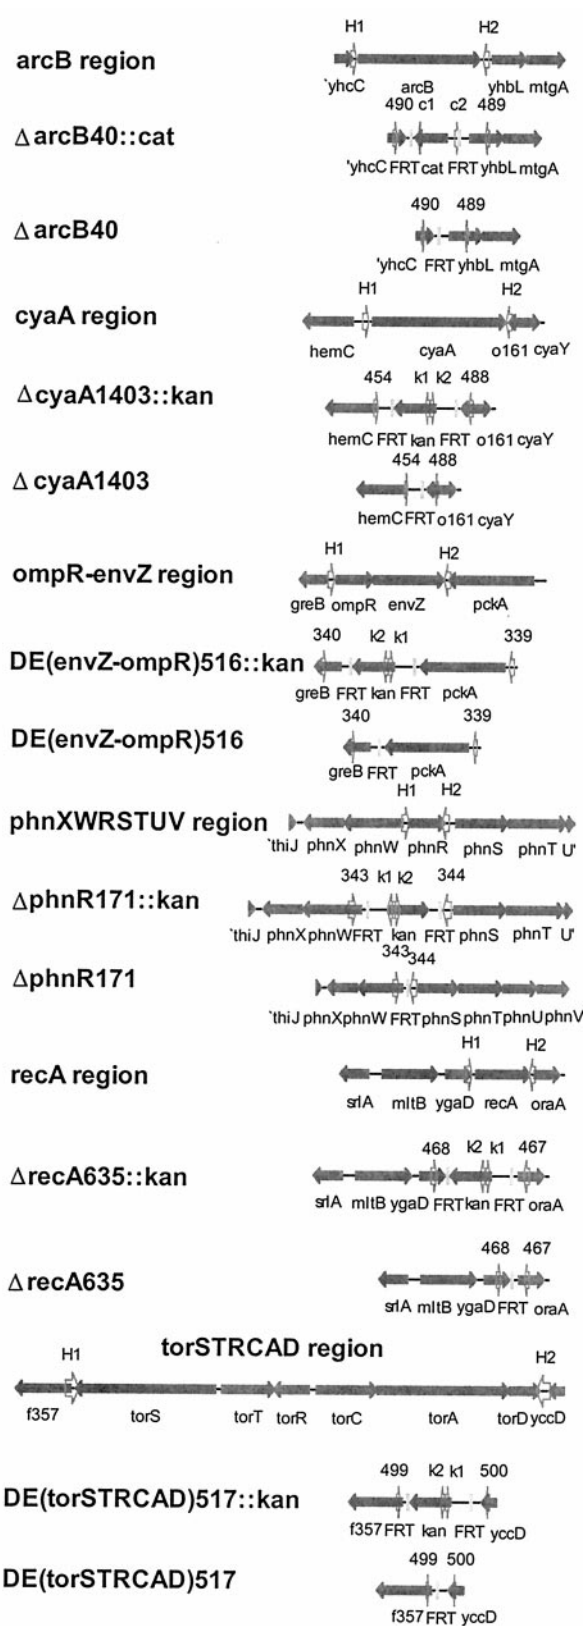 H1 H2
arcB region
`yhcC arcB yhbL mtgA
490 c1 c2 489
Δ arcB40::cat
'yhcC FRT cat FRT yhbL mtgA
490 489
Δ arcB40
'yhcC FRT yhbL mtgA
H1 H2
cyaA region
hemC cyaA o161 cyaY
454 k1 k2 488
Δ cyaA1403::kan
hemC FRT kan FRT o161 cyaY
454 488
Δ cyaA1403
hemC FRT o161 cyaY
H1 H2
ompR-envZ region
greB ompR envZ pckA
340 k2 k1 339
DE(envZ-ompR)516::kan
greB FRT kan FRT pckA
340 339
DE(envZ-ompR)516
greB FRT pckA
H1 H2
phnXWRSTUV region
`thiJ phnX phnW phnR phnS phnT U'
343 k1 k2 344
ΔphnR171::kan
`thiJ phnX phnW FRT kan FRT phnS phnT U'
343 344
ΔphnR171
`thiJ phnX phnW FRT phnS phnT phnU phnV
H1 H2
recA region
srlA mltB ygaD recA oraA
468 k2 k1 467
ΔrecA635::kan
srlA mltB ygaD FRT kan FRT oraA
468 467
ΔrecA635
srlA mltB ygaD FRT oraA
torSTRCAD region
H1 H2
f357 torS torT torR torC torA torD yccD
499 k2 k1 500
DE(torSTRCAD)517::kan
f357 FRT kan FRT yccD
499 500
DE(torSTRCAD)517
f357 FRT yccD